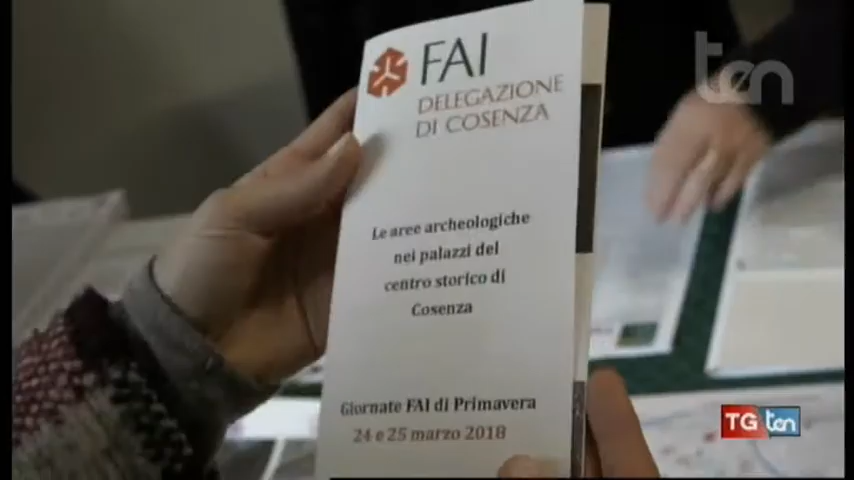 FAI
DELEGAZIONE
DI COSENZA
ten
Le aree archeologiche
nei palazzi del
centro storico di
Cosenza
Giornate FAI di Primavera
24 e 25 marzo 2018
TG ten